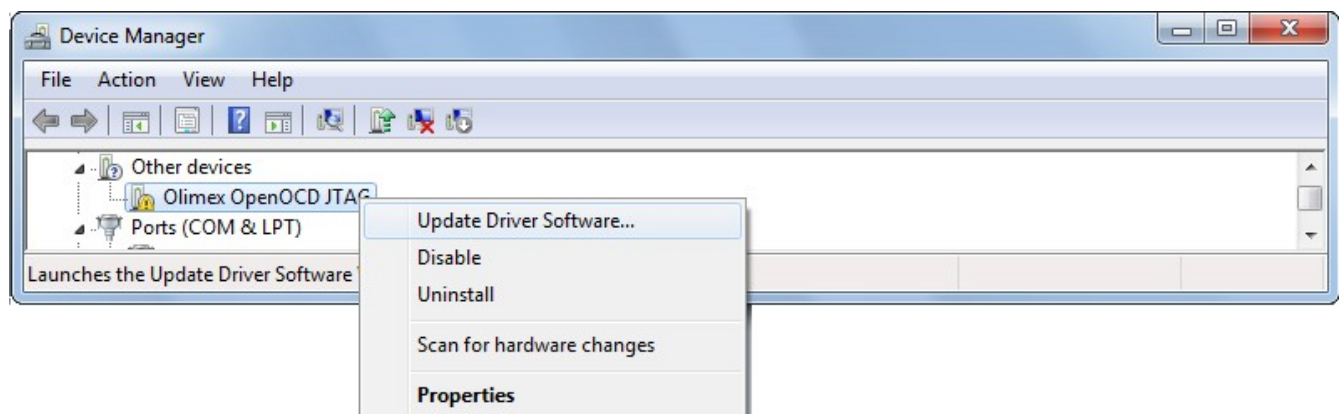 Device Manager
File Action View Help
Other devices
Olimex OpenOCD JTAG
Ports (COM & LPT)
Launches the Update Driver Software
Update Driver Software...
Disable
Uninstall
Scan for hardware changes
Properties